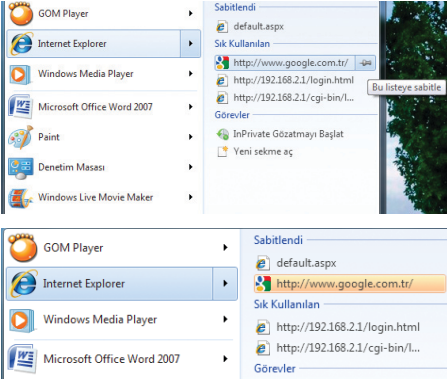 GOM Player
Internet Explorer
Windows Media Player
Microsoft Office Word 2007
Paint
Denetim Masası
Windows Live Movie Maker
Sabitlendi
default.aspx
Sık Kullanılan
http://www.google.com.tr/
http://192.168.2.1/login.html
http://192.168.2.1/cgi-bin/l...
Görevler
InPrivate Gözatmayı Başlat
Yeni sekme aç
Bu listeye sabitle
GOM Player
Internet Explorer
Windows Media Player
Microsoft Office Word 2007
Sabitlendi
default.aspx
http://www.google.com.tr/
Sık Kullanılan
http://192.168.2.1/login.html
http://192.168.2.1/cgi-bin/l...
Görevler